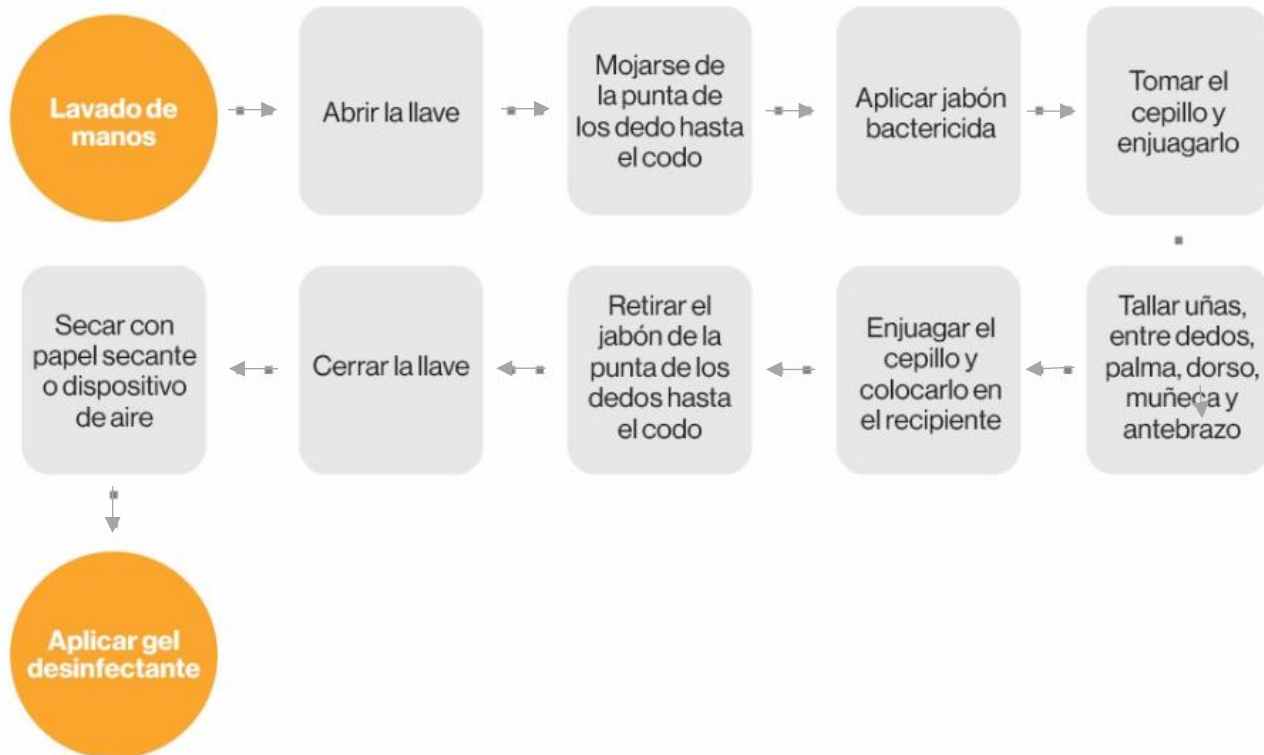 Lavado de
manos
Abrir la llave
Mojarse de
la punta de
los dedo hasta
el codo
Aplicar jabón
bactericida
Tomar el
cepillo y
enjuagarlo
Tallar uñas,
entre dedos,
palma, dorso,
muñeca y
antebrazo
Enjuagar el
cepillo y
colocarlo en
el recipiente
Retirar el
jabón de la
punta de los
dedos hasta
el codo
Cerrar la llave
Secar con
papel secante
o dispositivo
de aire
Aplicar gel
desinfectante